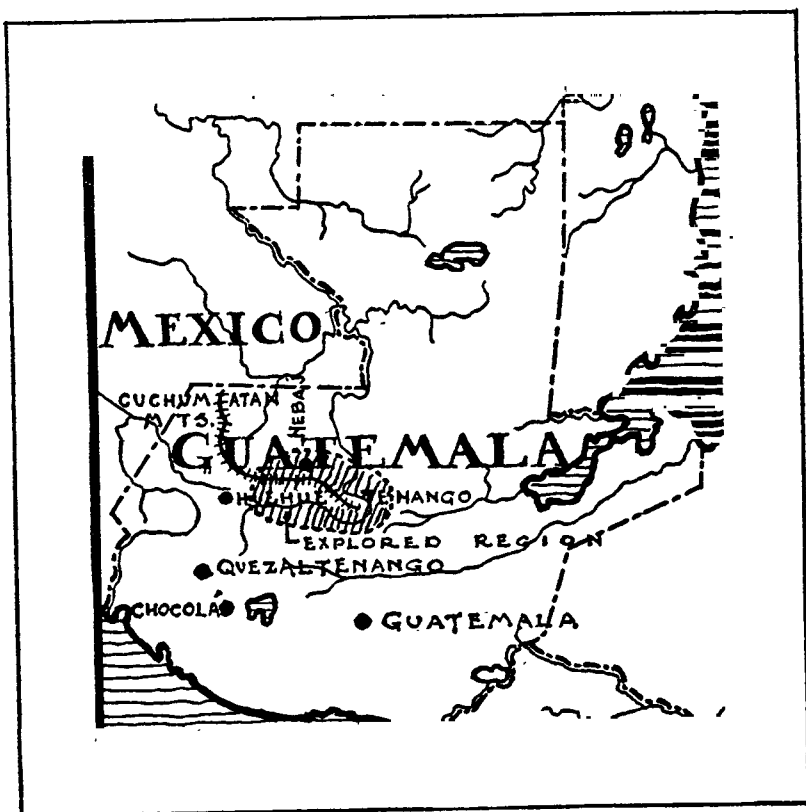 MEXICO
CUCHUMATAN
MTS.
NEBAJ
GUATEMALA
HUEHUETENANGO
EXPLORED REGION
QUEZALTENANGO
CHOCOLÁ
GUATEMALA